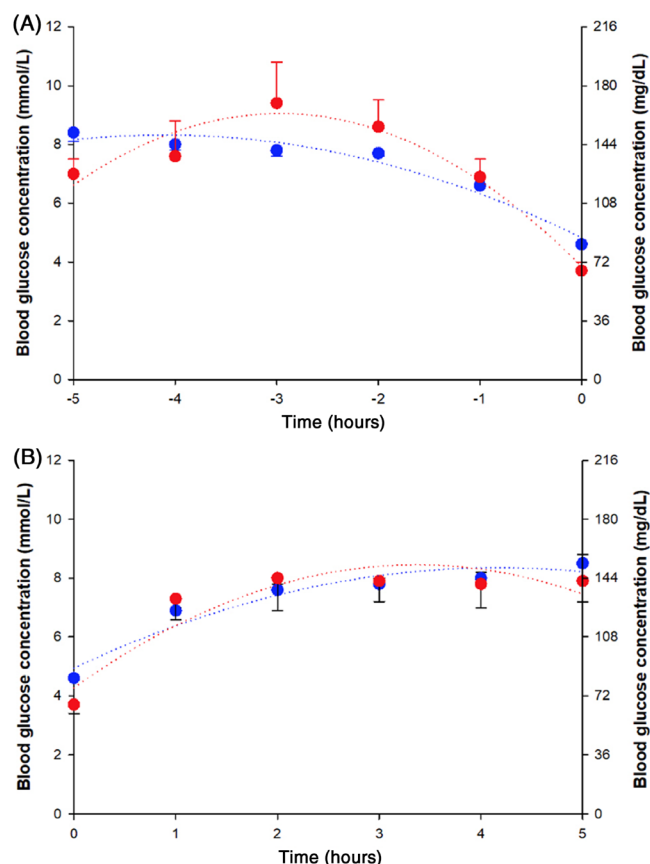 (A)
Blood glucose concentration (mmol/L)
12
10
8
6
4
2
0
216
180
144
108
72
36
0
Blood glucose concentration (mg/dL)
-5 -4 -3 -2 -1 0
Time (hours)
(B)
Blood glucose concentration (mmol/L)
12
10
8
6
4
2
0
216
180
144
108
72
36
0
Blood glucose concentration (mg/dL)
0 1 2 3 4 5
Time (hours)